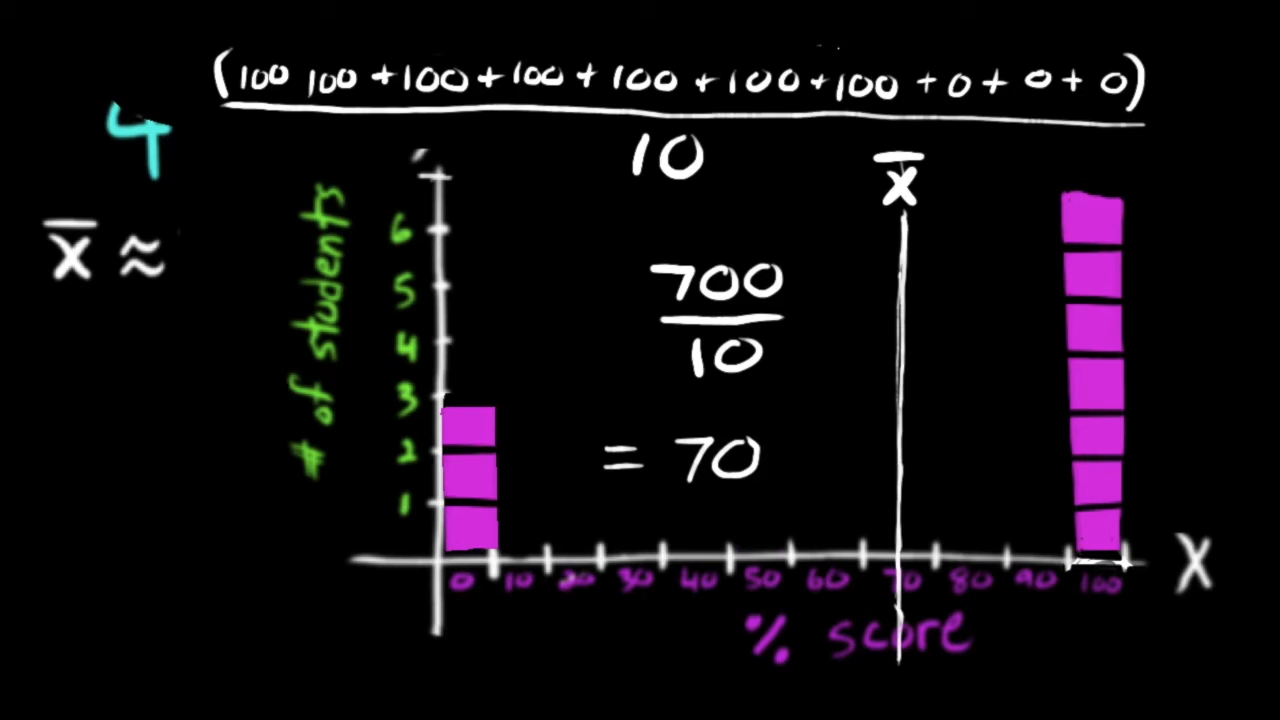 (100 100 +100+100+100+100+100+0+0+0)
10
4
x̄ ≈
# of students
6
5
4
3
2
1
x̄
700
10
= 70
0 10 20 30 40 50 60 70 80 90 100
X
% score